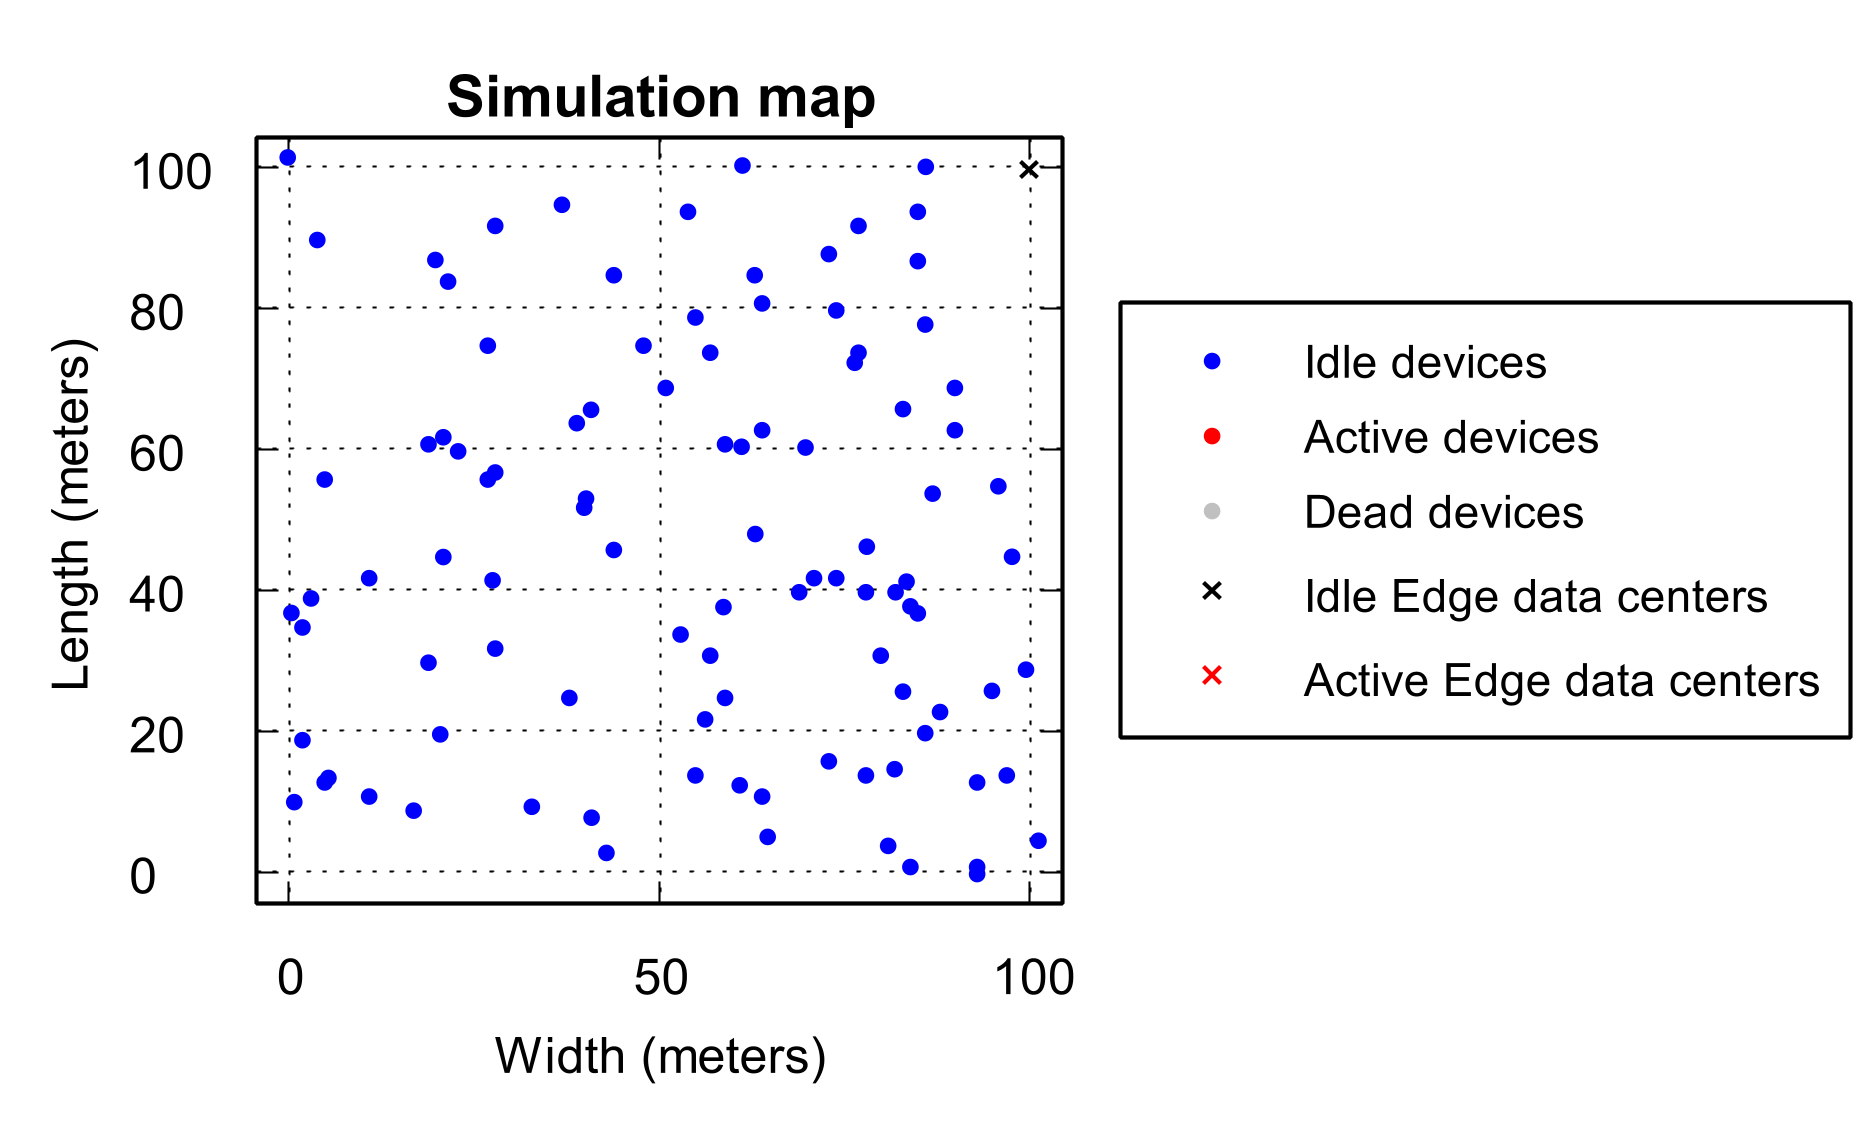 Simulation map
100
80
60
40
20
0
Length (meters)
0 50 100
Width (meters)
Idle devices
Active devices
Dead devices
Idle Edge data centers
Active Edge data centers